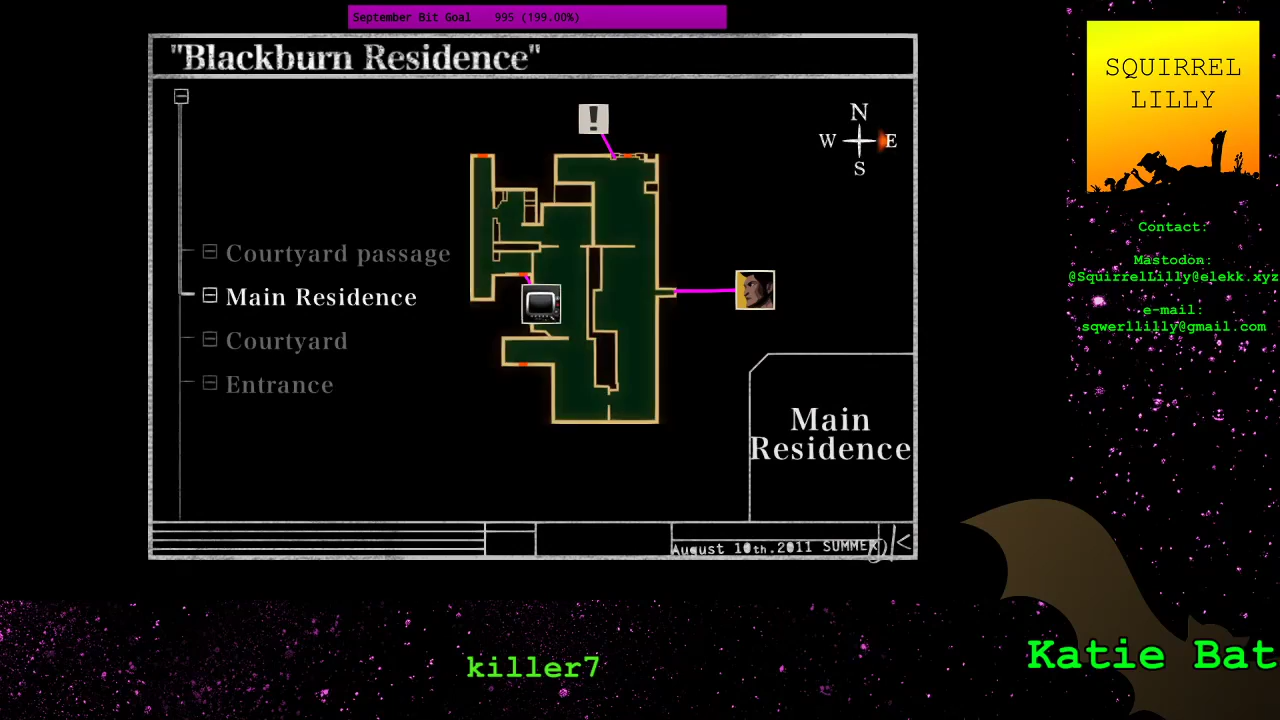 September Bit Goal 995 (199.00%)
"Blackburn Residence"
SQUIRREL
LILLY
N
W E
S
Contact:
Mastodon:
@SquirrelLilly@elekk.xyz
e-mail:
sqwerllilly@gmail.com
Courtyard passage
Main Residence
Courtyard
Entrance
Main
Residence
August 10th.2011 SUMMER
killer7
Katie Bat